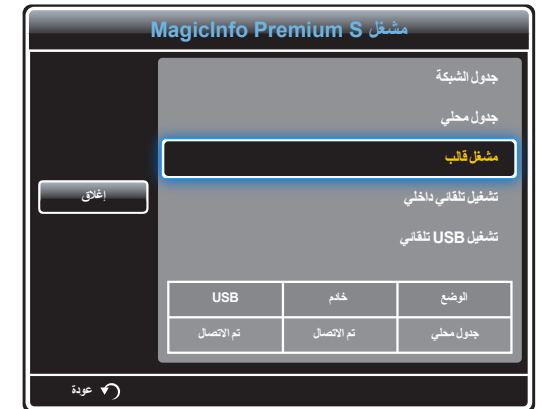 مشغل MagicInfo Premium S
جدول الشبكة
جدول محلي
مشغل قالب
تشغيل تلقائي داخلي
تشغيل USB تلقائي
إغلاق
الوضع خادم USB
جدول محلي تم الاتصال تم الاتصال
عودة